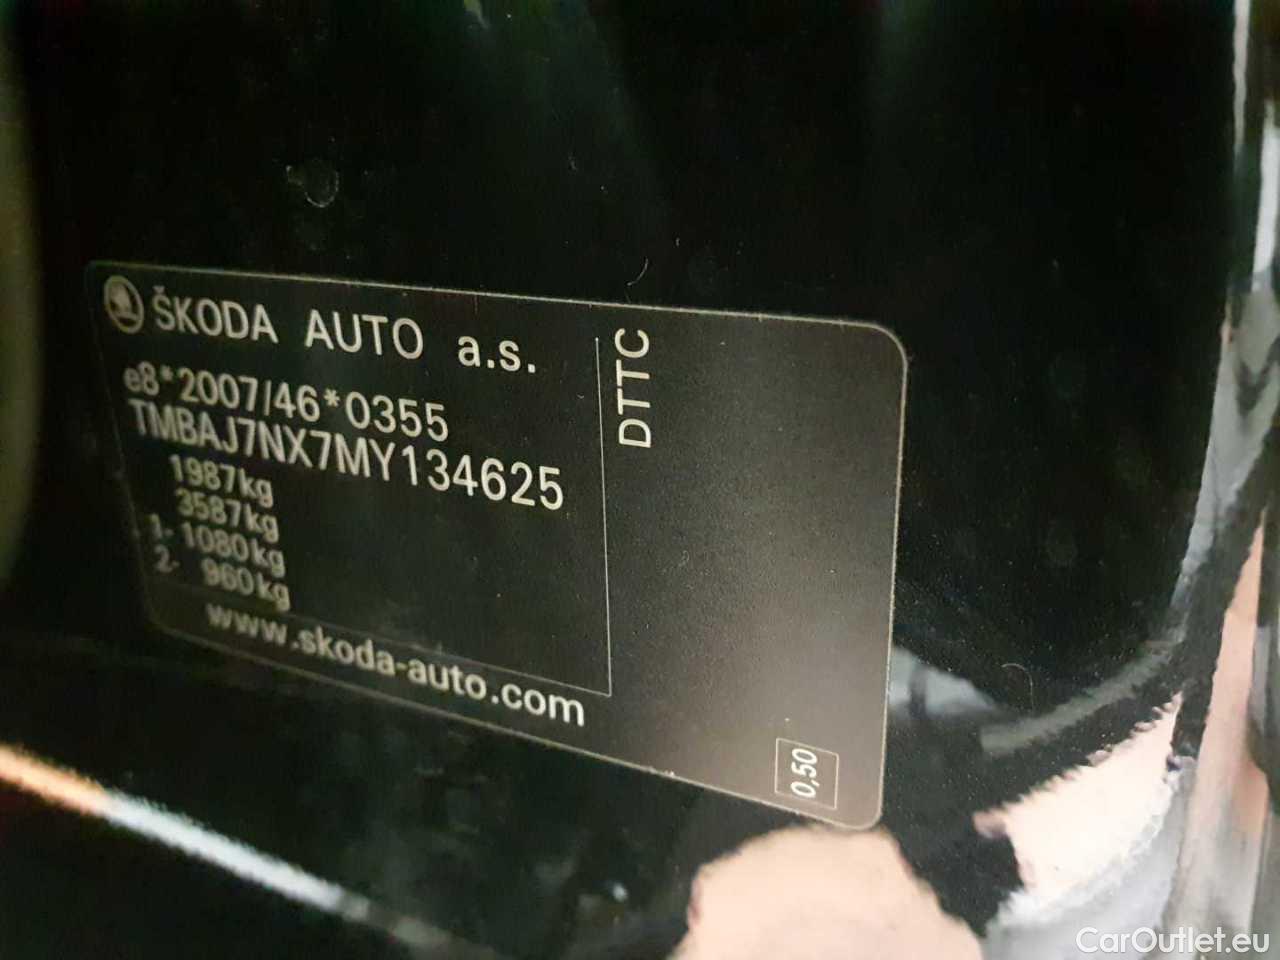 ŠKODA AUTO a.s.
e8*2007/46*0355
TMBAJ7NX7MY134625
1987kg
3587kg
1- 1080kg
2- 960kg
www.skoda-auto.com
DTTC
0,50
CarOutlet.eu